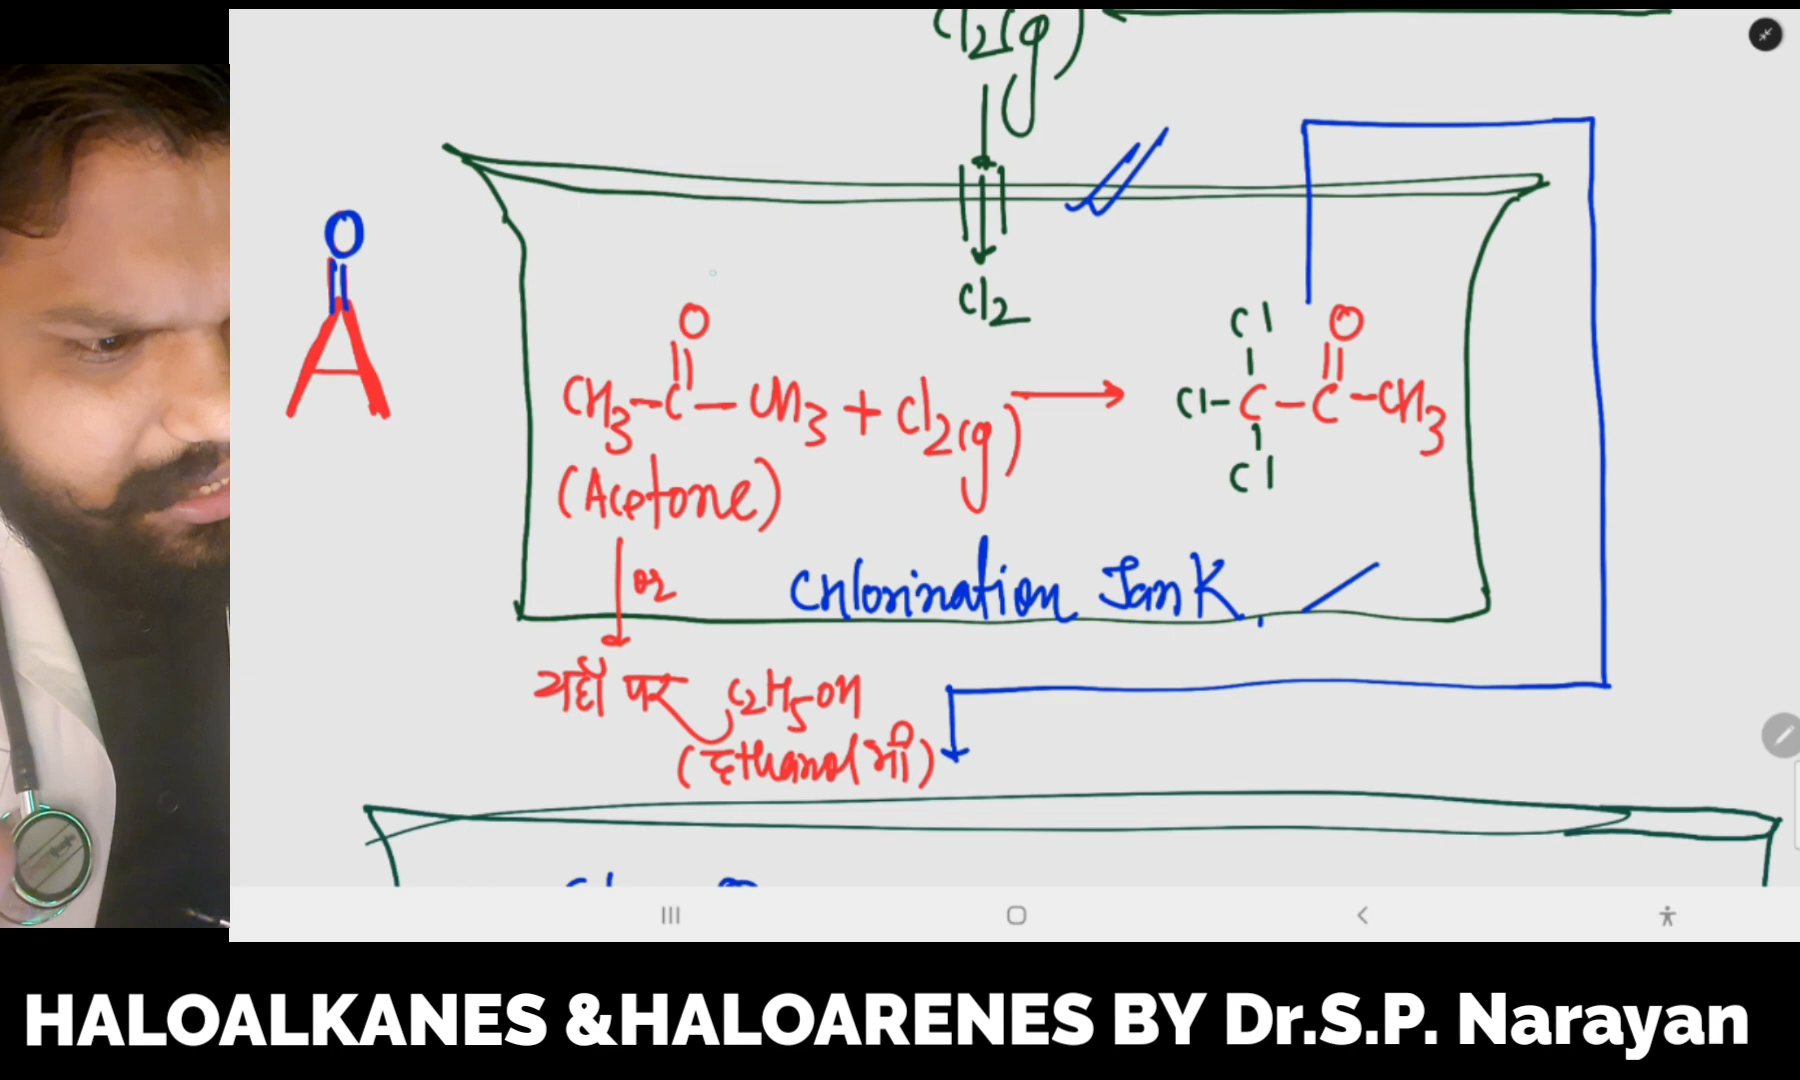 Cl2(g)
Cl2
O
||
A
O
||
CH3-C-CH3 + Cl2(g) →
(Acetone)
Cl O
| ||
Cl-C-C-CH3
|
Cl
or
Chlorination Tank
यहाँ पर C2H5OH
(Ethanol भी)
HALOALKANES &HALOARENES BY Dr.S.P. Narayan